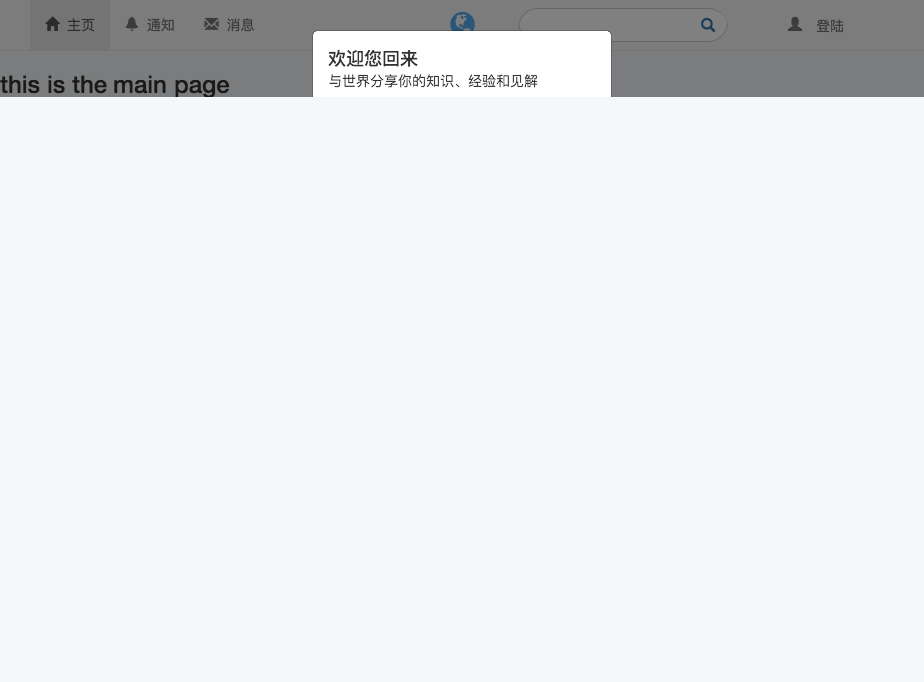 主页 通知 消息 登陆
欢迎您回来
与世界分享你的知识、经验和见解
this is the main page